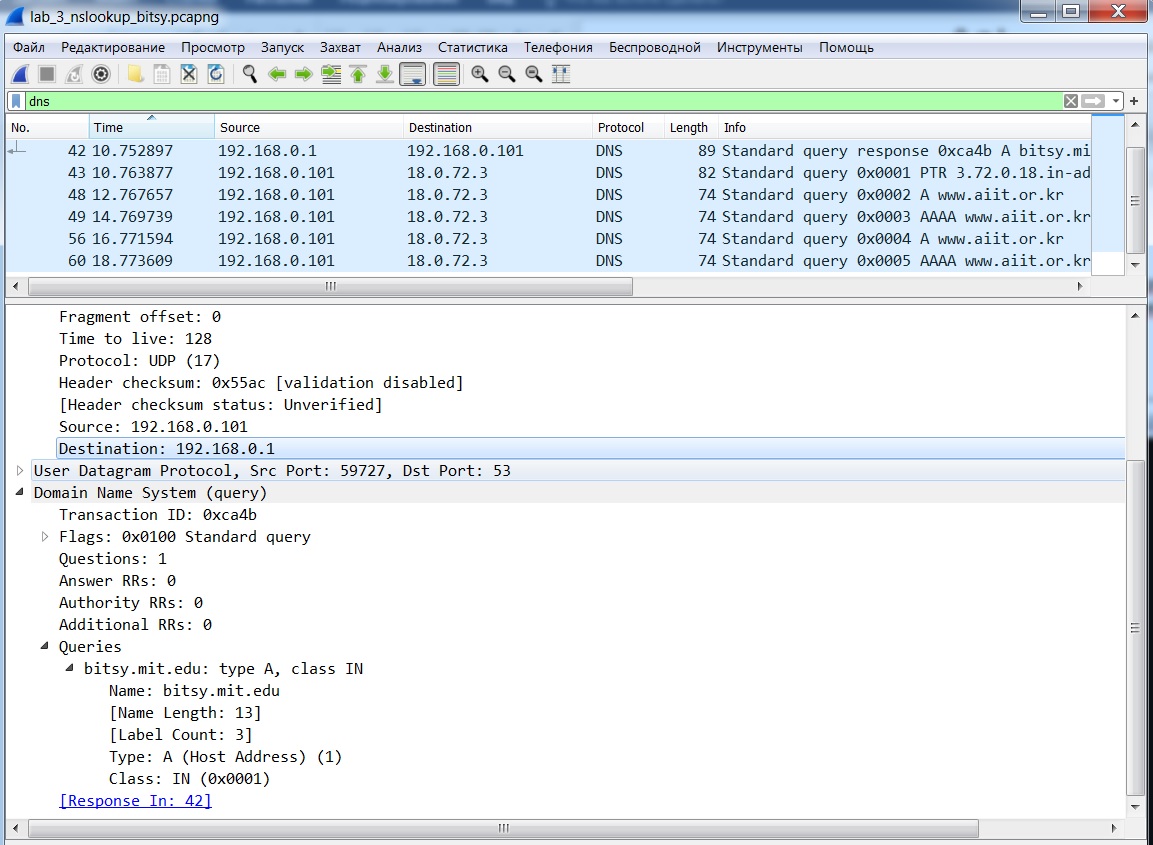 lab_3_nslookup_bitsy.pcapng
Файл Редактирование Просмотр Запуск Захват Анализ Статистика Телефония Беспроводной Инструменты Помощь
dns
No. Time Source Destination Protocol Length Info
42 10.752897 192.168.0.1 192.168.0.101 DNS 89 Standard query response 0xca4b A bitsy.mi
43 10.763877 192.168.0.101 18.0.72.3 DNS 82 Standard query 0x0001 PTR 3.72.0.18.in-ad
48 12.767657 192.168.0.101 18.0.72.3 DNS 74 Standard query 0x0002 A www.aiit.or.kr
49 14.769739 192.168.0.101 18.0.72.3 DNS 74 Standard query 0x0003 AAAA www.aiit.or.kr
56 16.771594 192.168.0.101 18.0.72.3 DNS 74 Standard query 0x0004 A www.aiit.or.kr
60 18.773609 192.168.0.101 18.0.72.3 DNS 74 Standard query 0x0005 AAAA www.aiit.or.kr
Fragment offset: 0
Time to live: 128
Protocol: UDP (17)
Header checksum: 0x55ac [validation disabled]
[Header checksum status: Unverified]
Source: 192.168.0.101
Destination: 192.168.0.1
User Datagram Protocol, Src Port: 59727, Dst Port: 53
Domain Name System (query)
Transaction ID: 0xca4b
Flags: 0x0100 Standard query
Questions: 1
Answer RRs: 0
Authority RRs: 0
Additional RRs: 0
Queries
bitsy.mit.edu: type A, class IN
Name: bitsy.mit.edu
[Name Length: 13]
[Label Count: 3]
Type: A (Host Address) (1)
Class: IN (0x0001)
[Response In: 42]